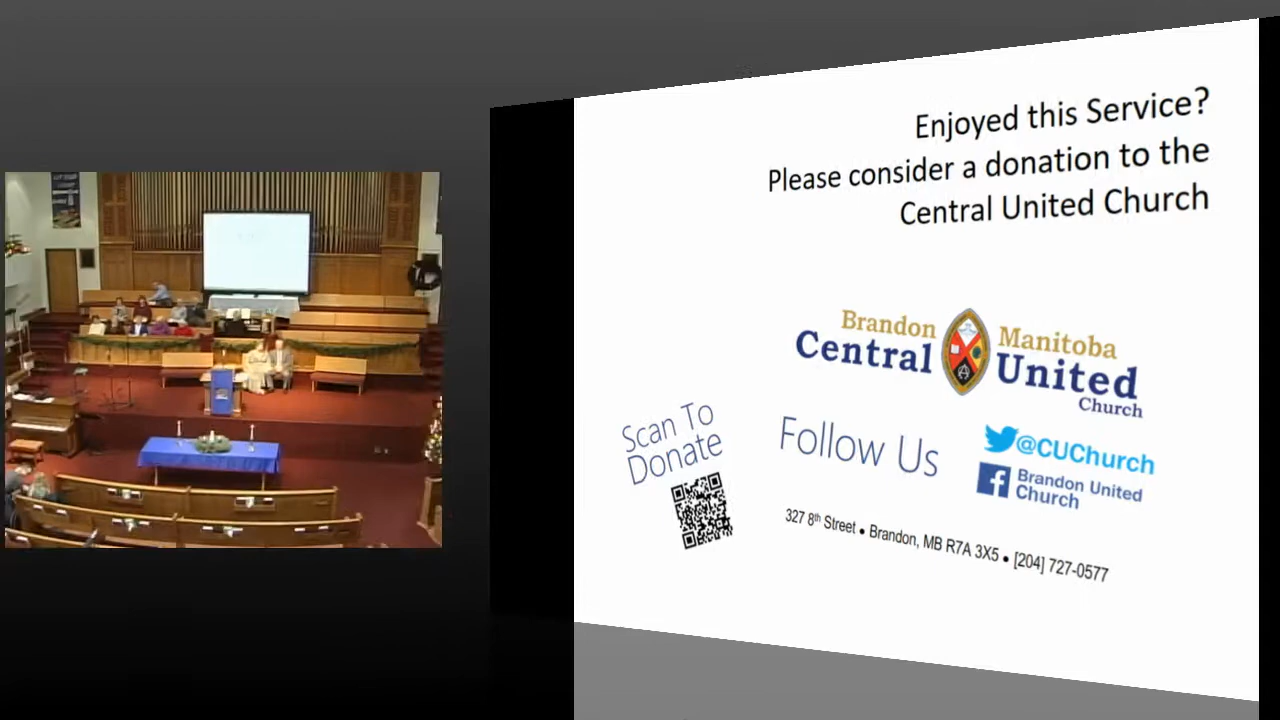 Enjoyed this Service?
Please consider a donation to the
Central United Church
Brandon Manitoba
Central United
Church
Scan To
Donate
Follow Us
@CUChurch
Brandon United
Church
327 8th Street • Brandon, MB R7A 3X5 • [204] 727-0577